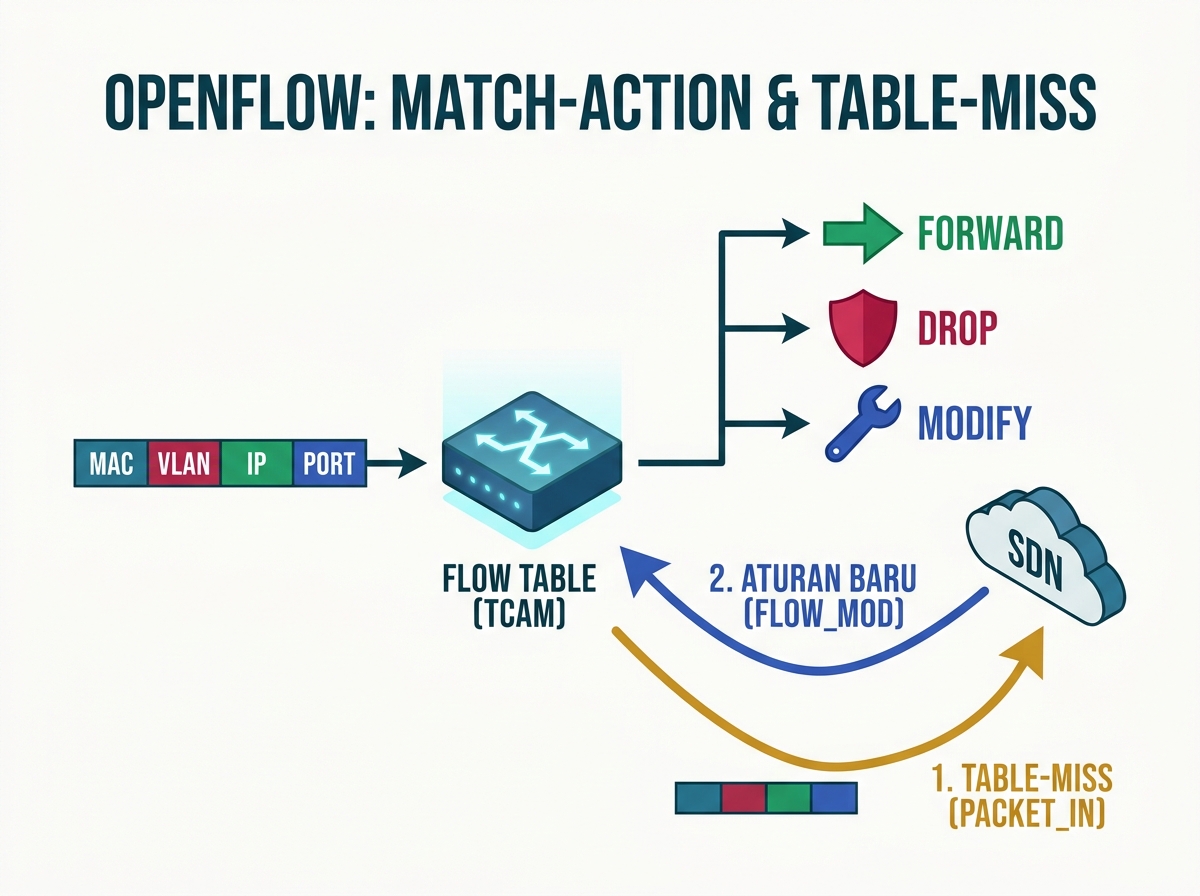 OPENFLOW: MATCH-ACTION & TABLE-MISS
FORWARD
DROP
MODIFY
MAC VLAN IP PORT
FLOW TABLE
(TCAM)
SDN
2. ATURAN BARU
(FLOW_MOD)
1. TABLE-MISS
(PACKET_IN)